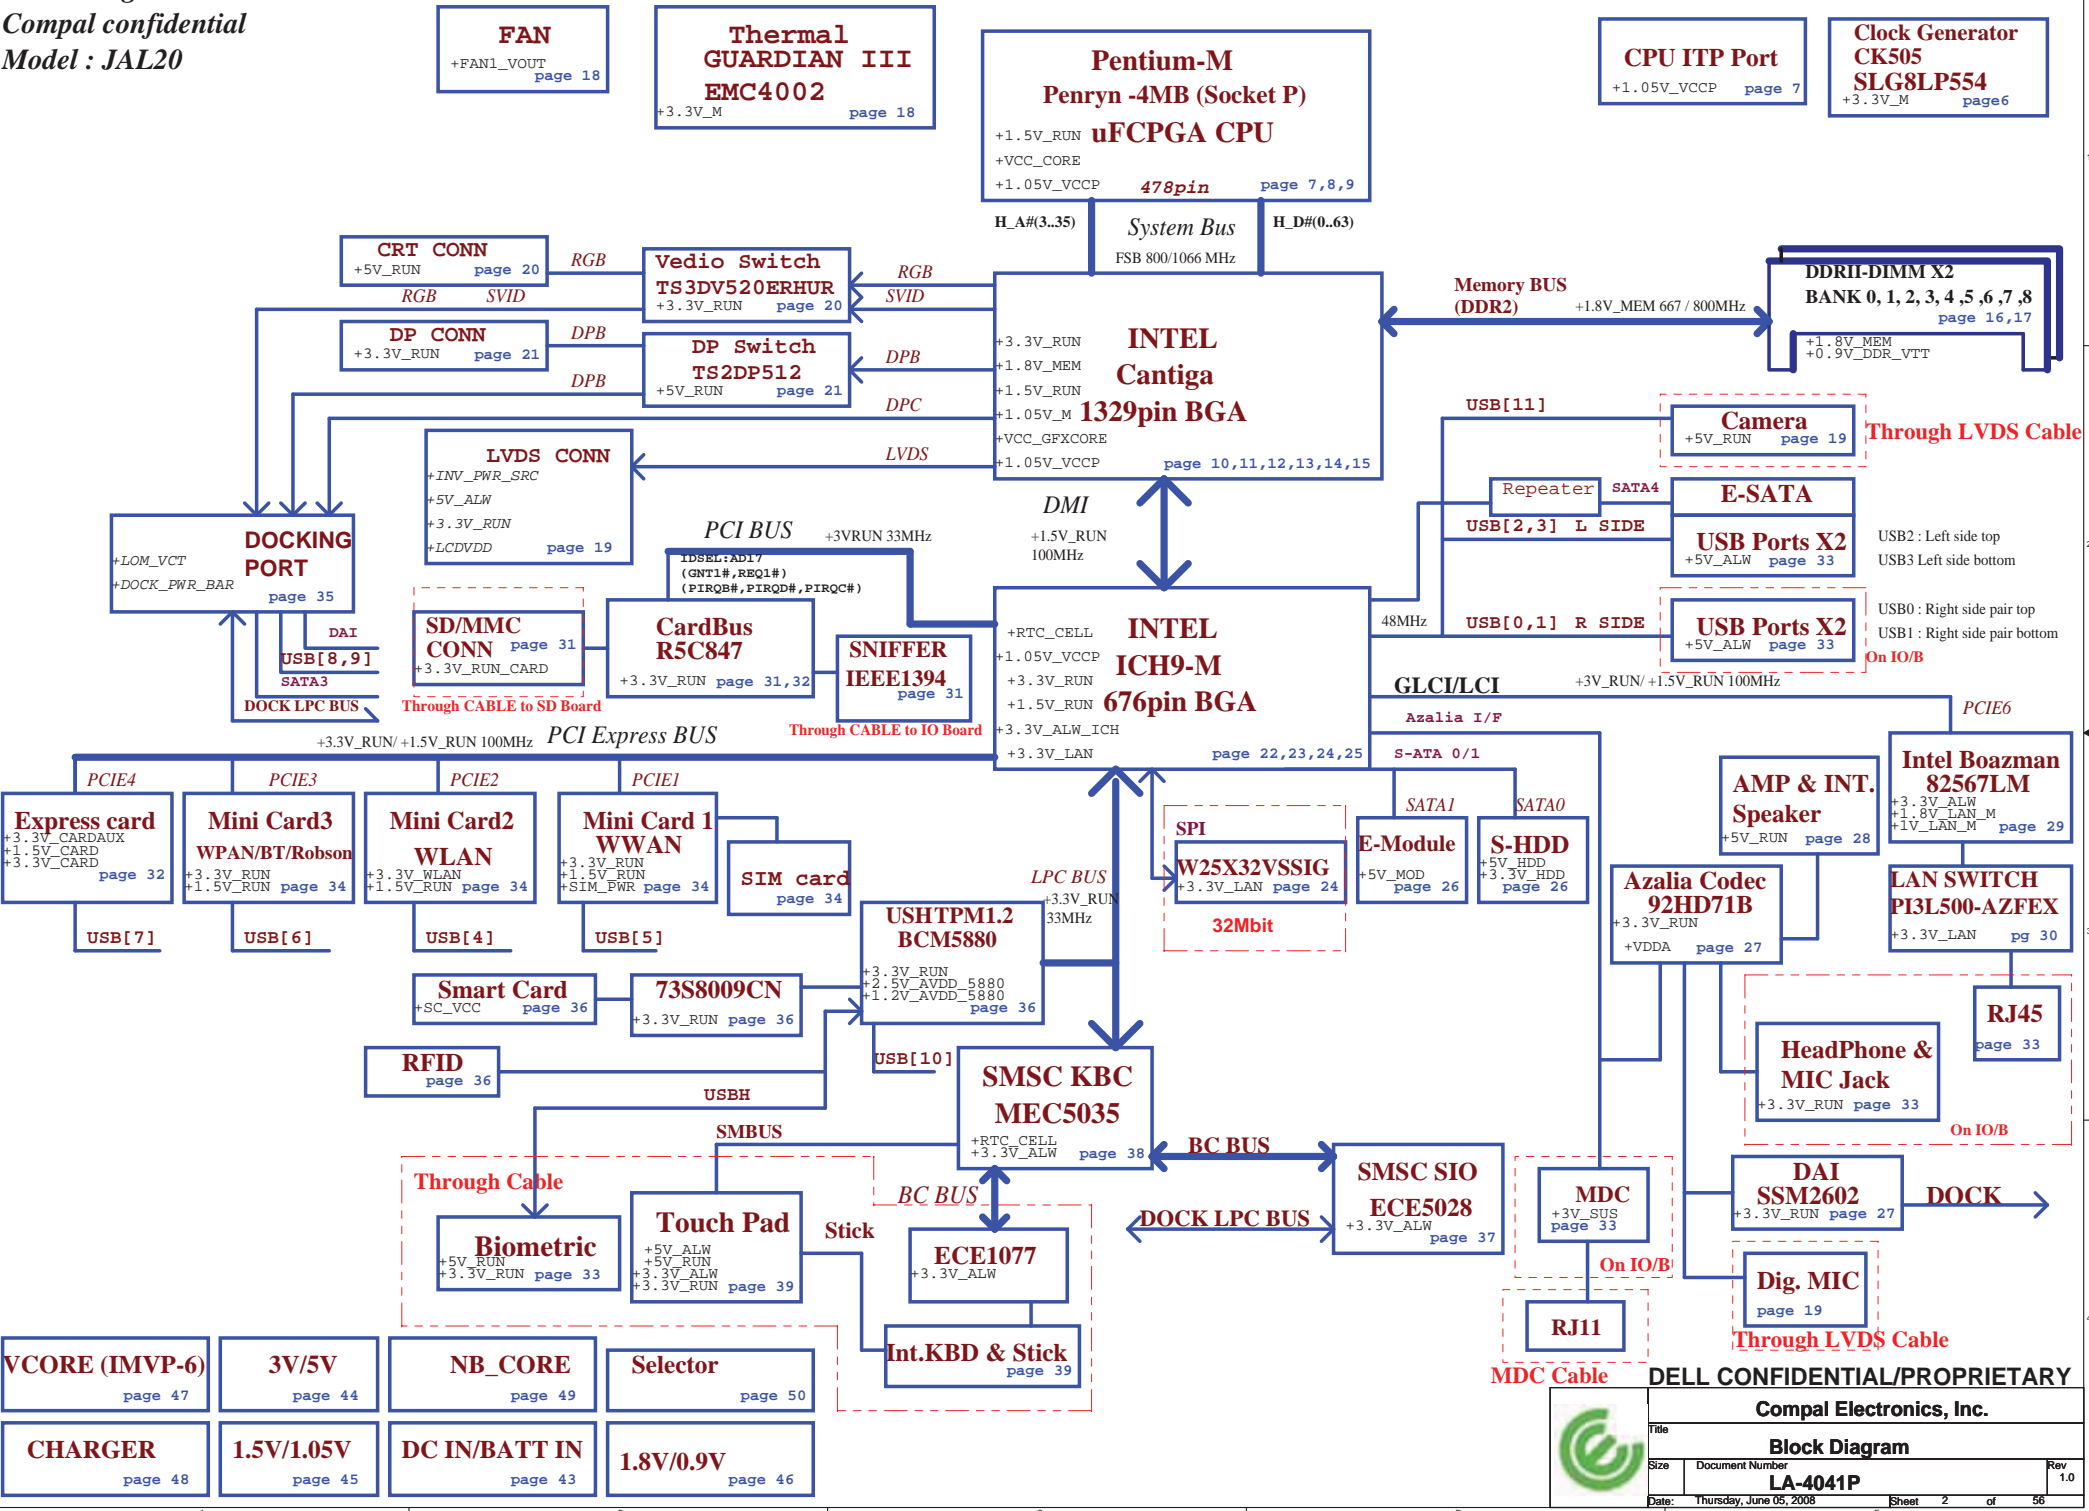 Compal confidential
Model : JAL20
FAN
+FAN1_VOUT
page 18
Thermal
GUARDIAN III
EMC4002
+3.3V_M
page 18
Pentium-M
Penryn -4MB (Socket P)
uFCPGA CPU
+1.5V_RUN
+VCC_CORE
+1.05V_VCCP
478pin
page 7,8,9
CPU ITP Port
+1.05V_VCCP
page 7
Clock Generator
CK505
SLG8LP554
+3.3V_M
page6
H_A#(3..35)
System Bus
H_D#(0..63)
FSB 800/1066 MHz
CRT CONN
+5V_RUN
page 20
RGB
Vedio Switch
TS3DV520ERHUR
+3.3V_RUN
page 20
RGB
SVID
RGB
SVID
DP CONN
+3.3V_RUN
page 21
DPB
DP Switch
TS2DP512
+5V_RUN
page 21
DPB
DPB
DPC
LVDS
INTEL
Cantiga
1329pin BGA
+3.3V_RUN
+1.8V_MEM
+1.5V_RUN
+1.05V_M
+VCC_GFXCORE
+1.05V_VCCP
page 10,11,12,13,14,15
Memory BUS
(DDR2)
+1.8V_MEM 667 / 800MHz
DDRII-DIMM X2
BANK 0, 1, 2, 3, 4 ,5 ,6 ,7 ,8
page 16,17
+1.8V_MEM
+0.9V_DDR_VTT
LVDS CONN
+INV_PWR_SRC
+5V_ALW
+3.3V_RUN
+LCDVDD
page 19
USB[11]
Camera
+5V_RUN
page 19
Through LVDS Cable
Repeater
SATA4
E-SATA
USB[2,3] L SIDE
USB Ports X2
+5V_ALW
page 33
USB2 : Left side top
USB3 Left side bottom
DOCKING
PORT
+LOM_VCT
+DOCK_PWR_BAR
page 35
PCI BUS
+3VRUN 33MHz
IDSEL:AD17
(GNT1#,REQ1#)
(PIRQB#,PIRQD#,PIRQC#)
DMI
+1.5V_RUN
100MHz
DAI
USB[8,9]
SATA3
DOCK LPC BUS
SD/MMC
CONN
page 31
+3.3V_RUN_CARD
Through CABLE to SD Board
CardBus
R5C847
+3.3V_RUN
page 31,32
SNIFFER
IEEE1394
page 31
Through CABLE to IO Board
INTEL
ICH9-M
676pin BGA
+RTC_CELL
+1.05V_VCCP
+3.3V_RUN
+1.5V_RUN
+3.3V_ALW_ICH
+3.3V_LAN
page 22,23,24,25
48MHz
USB[0,1] R SIDE
USB Ports X2
+5V_ALW
page 33
USB0 : Right side pair top
USB1 : Right side pair bottom
On IO/B
GLCI/LCI
+3V_RUN/ +1.5V_RUN 100MHz
PCIE6
Azalia I/F
S-ATA 0/1
+3.3V_RUN/ +1.5V_RUN 100MHz
PCI Express BUS
PCIE4
PCIE3
PCIE2
PCIE1
Express card
+3.3V_CARDAUX
+1.5V_CARD
+3.3V_CARD
page 32
Mini Card3
WPAN/BT/Robson
+3.3V_RUN
+1.5V_RUN
page 34
Mini Card2
WLAN
+3.3V_WLAN
+1.5V_RUN
page 34
Mini Card 1
WWAN
+3.3V_RUN
+1.5V_RUN
+SIM_PWR
page 34
SIM card
page 34
USB[7]
USB[6]
USB[4]
USB[5]
LPC BUS
+3.3V_RUN
33MHz
SPI
W25X32VSSIG
+3.3V_LAN
page 24
32Mbit
SATA1
SATA0
E-Module
+5V_MOD
page 26
S-HDD
+5V_HDD
+3.3V_HDD
page 26
AMP & INT.
Speaker
+5V_RUN
page 28
Intel Boazman
82567LM
+3.3V_ALW
+1.8V_LAN_M
+1V_LAN_M
page 29
Azalia Codec
92HD71B
+3.3V_RUN
+VDDA
page 27
LAN SWITCH
PI3L500-AZFEX
+3.3V_LAN
pg 30
RJ45
page 33
HeadPhone &
MIC Jack
+3.3V_RUN
page 33
On IO/B
USHTPM1.2
BCM5880
+3.3V_RUN
+2.5V_AVDD_5880
+1.2V_AVDD_5880
page 36
Smart Card
+SC_VCC
page 36
73S8009CN
+3.3V_RUN
page 36
RFID
page 36
USB[10]
USBH
SMBUS
SMSC KBC
MEC5035
+RTC_CELL
+3.3V_ALW
page 38
BC BUS
SMSC SIO
ECE5028
+3.3V_ALW
page 37
DOCK LPC BUS
MDC
+3V_SUS
page 33
On IO/B
RJ11
MDC Cable
DAI
SSM2602
+3.3V_RUN
page 27
DOCK
Dig. MIC
page 19
Through LVDS Cable
Through Cable
Biometric
+5V_RUN
+3.3V_RUN
page 33
Touch Pad
+5V_ALW
+5V_RUN
+3.3V_ALW
+3.3V_RUN
page 39
Stick
BC BUS
ECE1077
+3.3V_ALW
Int.KBD & Stick
page 39
VCORE (IMVP-6)
page 47
3V/5V
page 44
NB_CORE
page 49
Selector
page 50
CHARGER
page 48
1.5V/1.05V
page 45
DC IN/BATT IN
page 43
1.8V/0.9V
page 46
DELL CONFIDENTIAL/PROPRIETARY
Compal Electronics, Inc.
Title
Block Diagram
Size
Document Number
Rev
LA-4041P
1.0
Date:
Thursday, June 05, 2008
Sheet 2 of 56